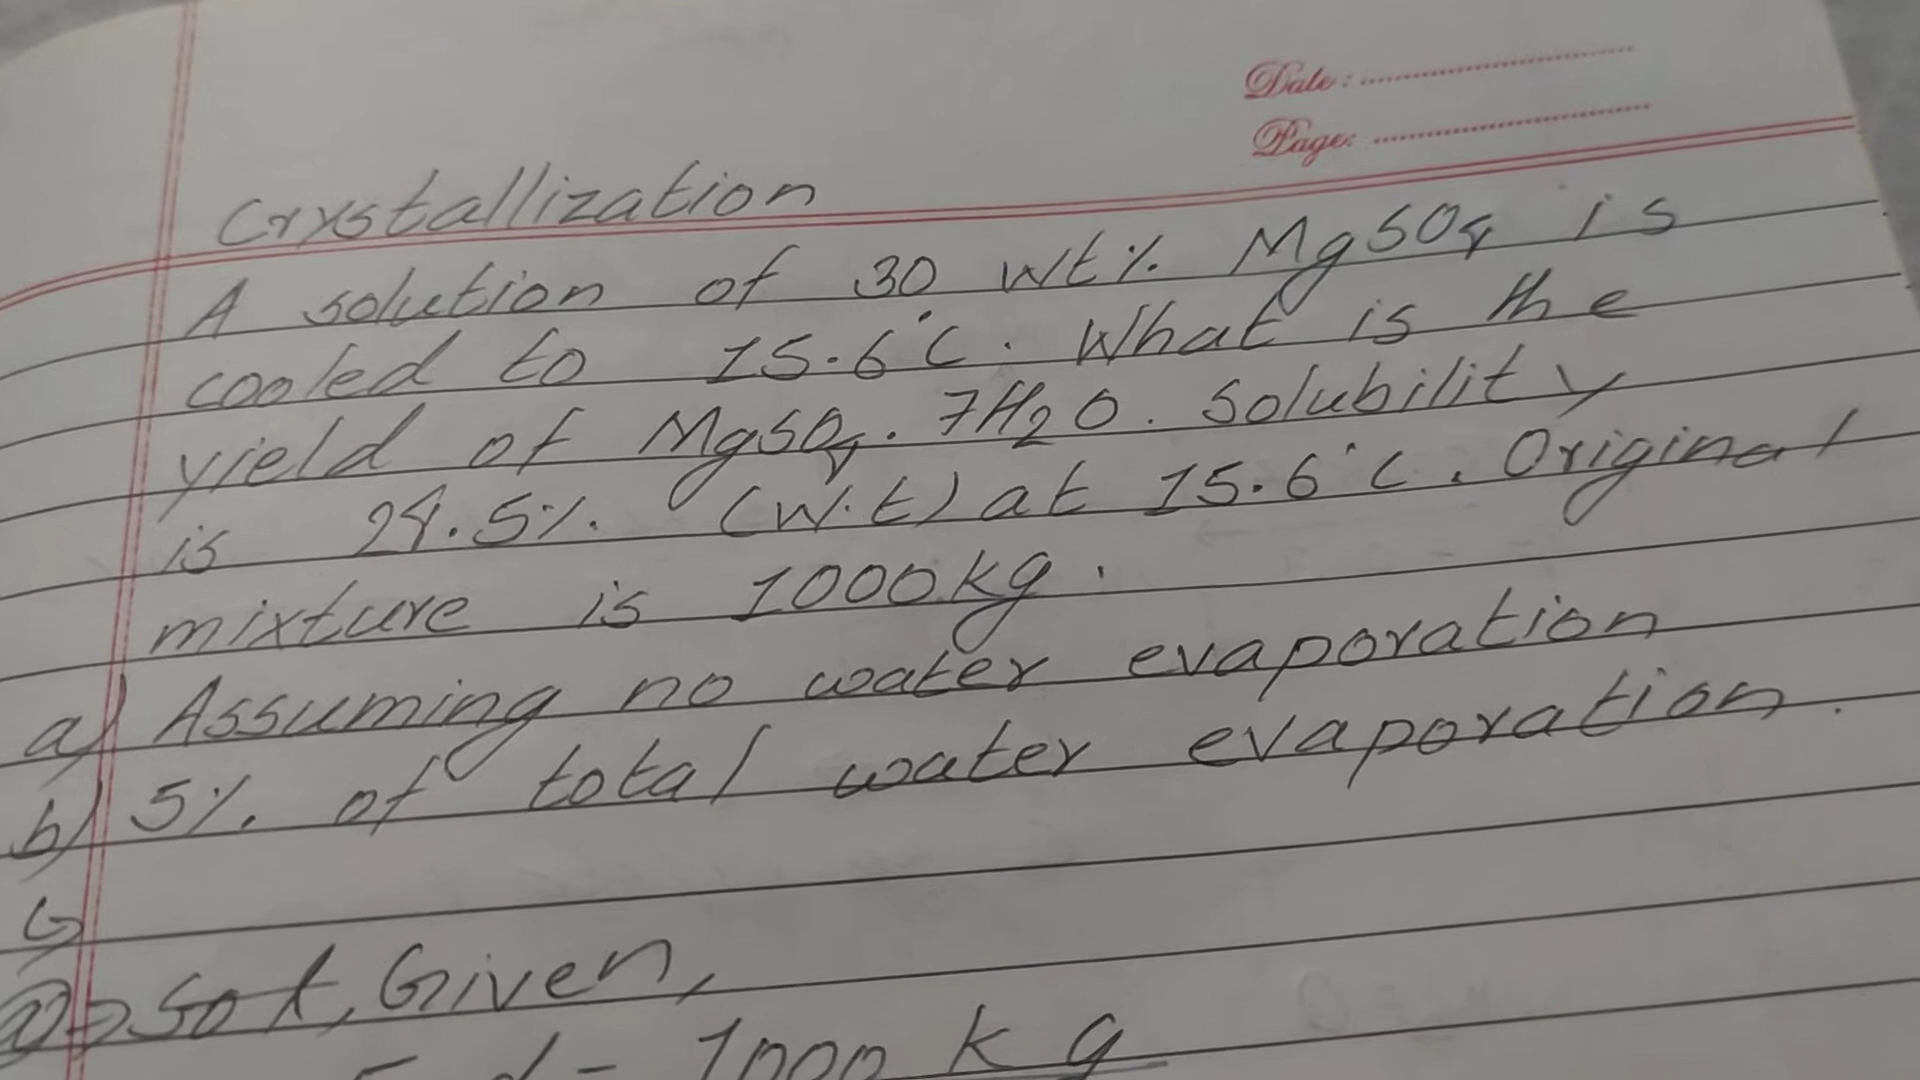 Date:
Page:
Crystallization
A solution of 30 wt%. MgSO4 is
cooled to 15.6°C. What is the
yield of MgSO4. 7H2O. Solubility
is 24.5%. (w.t) at 15.6°C. Original
mixture is 1000kg.
a) Assuming no water evaporation
b) 5%. of total water evaporation.
Given,
1000 kg